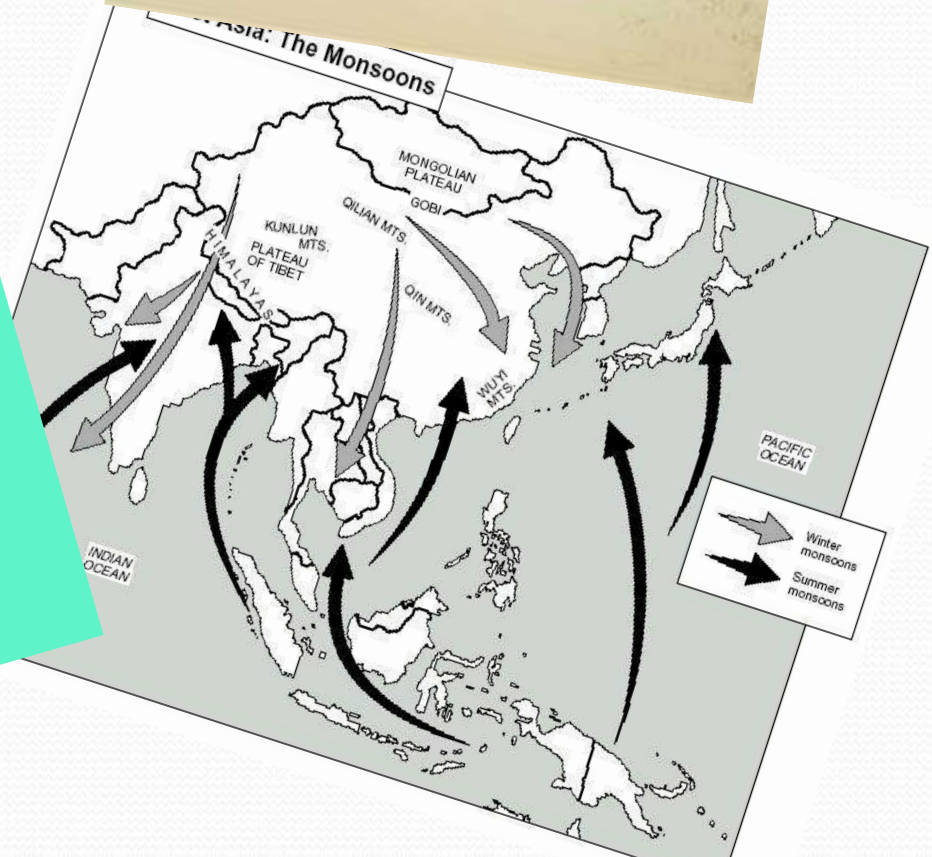 Asia: The Monsoons
MONGOLIAN
PLATEAU
GOBI
QILIAN MTS.
KUNLUN
MTS.
PLATEAU
OF TIBET
HIMALAYAS
QIN MTS.
WUYI
MTS.
PACIFIC
OCEAN
INDIAN
OCEAN
Winter
monsoons
Summer
monsoons